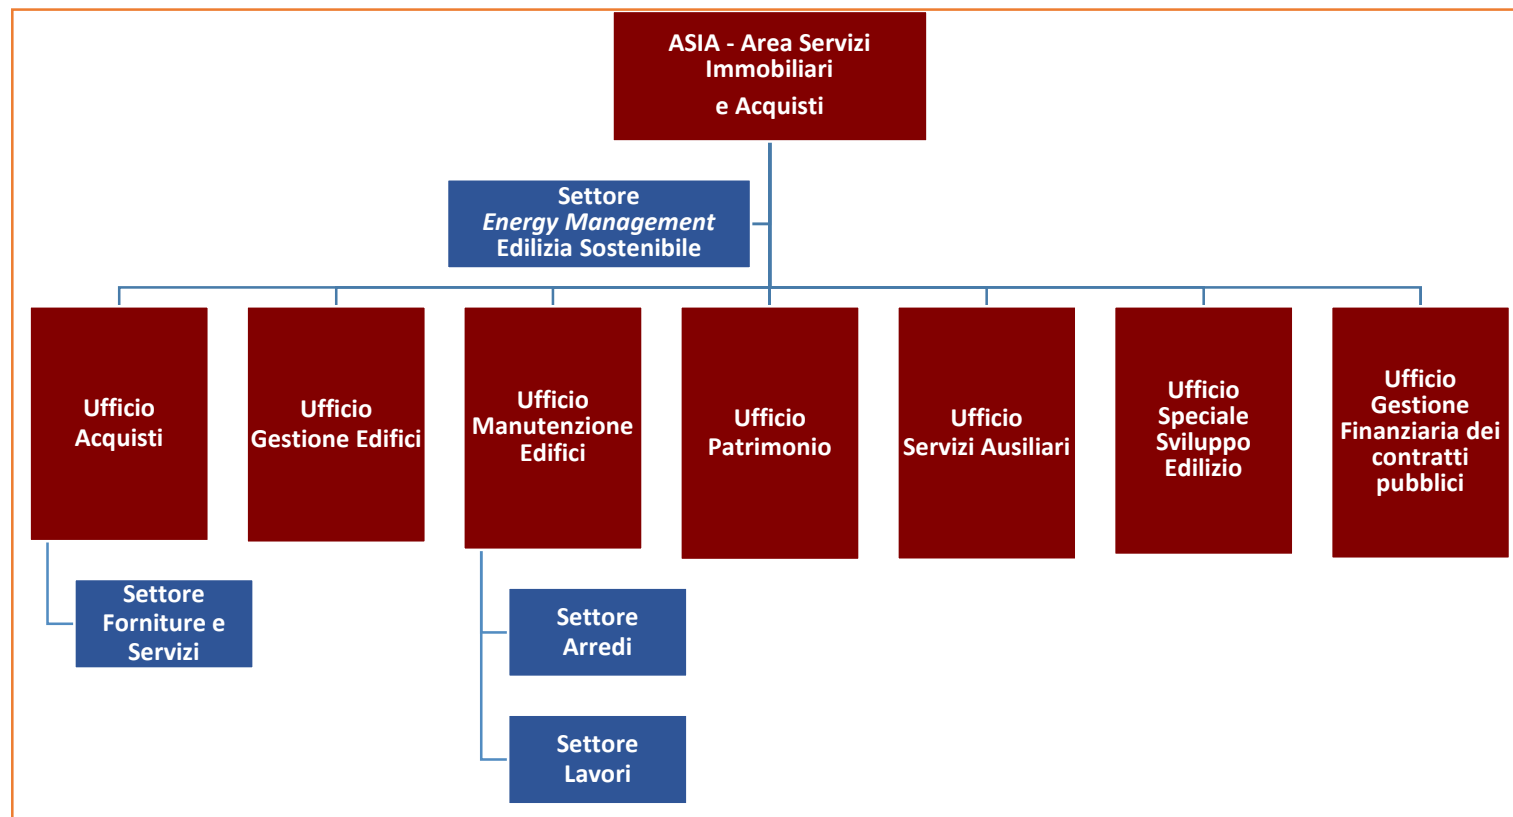 ASIA - Area Servizi
Immobiliari
e Acquisti
Settore
Energy Management
Edilizia Sostenibile
Ufficio
Acquisti
Ufficio
Gestione Edifici
Ufficio
Manutenzione
Edifici
Ufficio
Patrimonio
Ufficio
Servizi Ausiliari
Ufficio
Speciale
Sviluppo
Edilizio
Ufficio
Gestione
Finanziaria dei
contratti
pubblici
Settore
Forniture e
Servizi
Settore
Arredi
Settore
Lavori